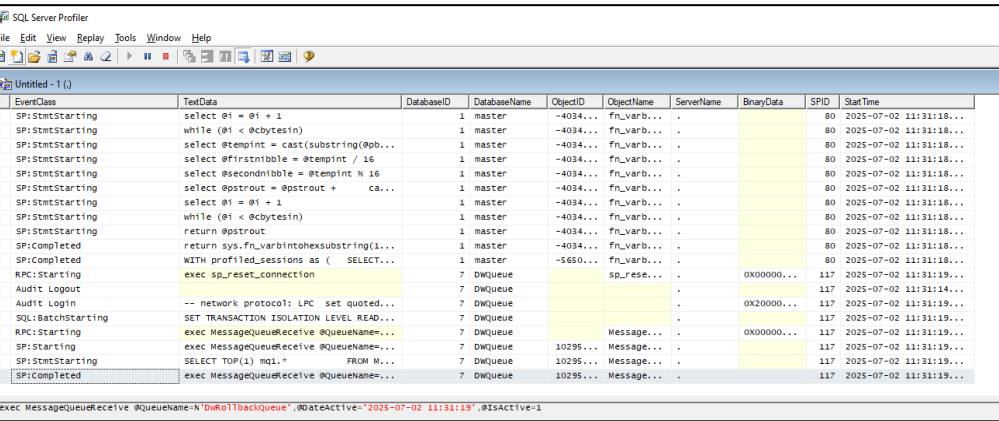 SQL Server Profiler
ile Edit View Replay Tools Window Help
Untitled - 1 (.)
EventClass TextData DatabaseID DatabaseName ObjectID ObjectName ServerName BinaryData SPID StartTime
SP:StmtStarting select @i = @i + 1 1 master -4034... fn_varb... . 80 2025-07-02 11:31:18...
SP:StmtStarting while (@i < @cbytesin) 1 master -4034... fn_varb... . 80 2025-07-02 11:31:18...
SP:StmtStarting select @tempint = cast(substring(@pb... 1 master -4034... fn_varb... . 80 2025-07-02 11:31:18...
SP:StmtStarting select @firstnibble = @tempint / 16 1 master -4034... fn_varb... . 80 2025-07-02 11:31:18...
SP:StmtStarting select @secondnibble = @tempint % 16 1 master -4034... fn_varb... . 80 2025-07-02 11:31:18...
SP:StmtStarting select @pstrout = @pstrout + ca... 1 master -4034... fn_varb... . 80 2025-07-02 11:31:18...
SP:StmtStarting select @i = @i + 1 1 master -4034... fn_varb... . 80 2025-07-02 11:31:18...
SP:StmtStarting while (@i < @cbytesin) 1 master -4034... fn_varb... . 80 2025-07-02 11:31:18...
SP:StmtStarting return @pstrout 1 master -4034... fn_varb... . 80 2025-07-02 11:31:18...
SP:Completed return sys.fn_varbintohexsubstring(1... 1 master -4034... fn_varb... . 80 2025-07-02 11:31:18...
SP:Completed WITH profiled_sessions as ( SELECT... 1 master -5650... fn_varb... . 80 2025-07-02 11:31:18...
RPC:Starting exec sp_reset_connection 7 DWQueue sp_rese... . 0X00000... 117 2025-07-02 11:31:19...
Audit Logout 7 DWQueue . 117 2025-07-02 11:31:14...
Audit Login -- network protocol: LPC set quoted... 7 DWQueue . 0X20000... 117 2025-07-02 11:31:19...
SQL:BatchStarting SET TRANSACTION ISOLATION LEVEL READ... 7 DWQueue . 117 2025-07-02 11:31:19...
RPC:Starting exec MessageQueueReceive @QueueName=... 7 DWQueue Message... . 0X00000... 117 2025-07-02 11:31:19...
SP:Starting exec MessageQueueReceive @QueueName=... 7 DWQueue 10295... Message... . 117 2025-07-02 11:31:19...
SP:StmtStarting SELECT TOP(1) mq1.* FROM M... 7 DWQueue 10295... Message... . 117 2025-07-02 11:31:19...
SP:Completed exec MessageQueueReceive @QueueName=... 7 DWQueue 10295... Message... . 117 2025-07-02 11:31:19...
exec MessageQueueReceive @QueueName=N'DwRollbackQueue',@DateActive='2025-07-02 11:31:19',@IsActive=1